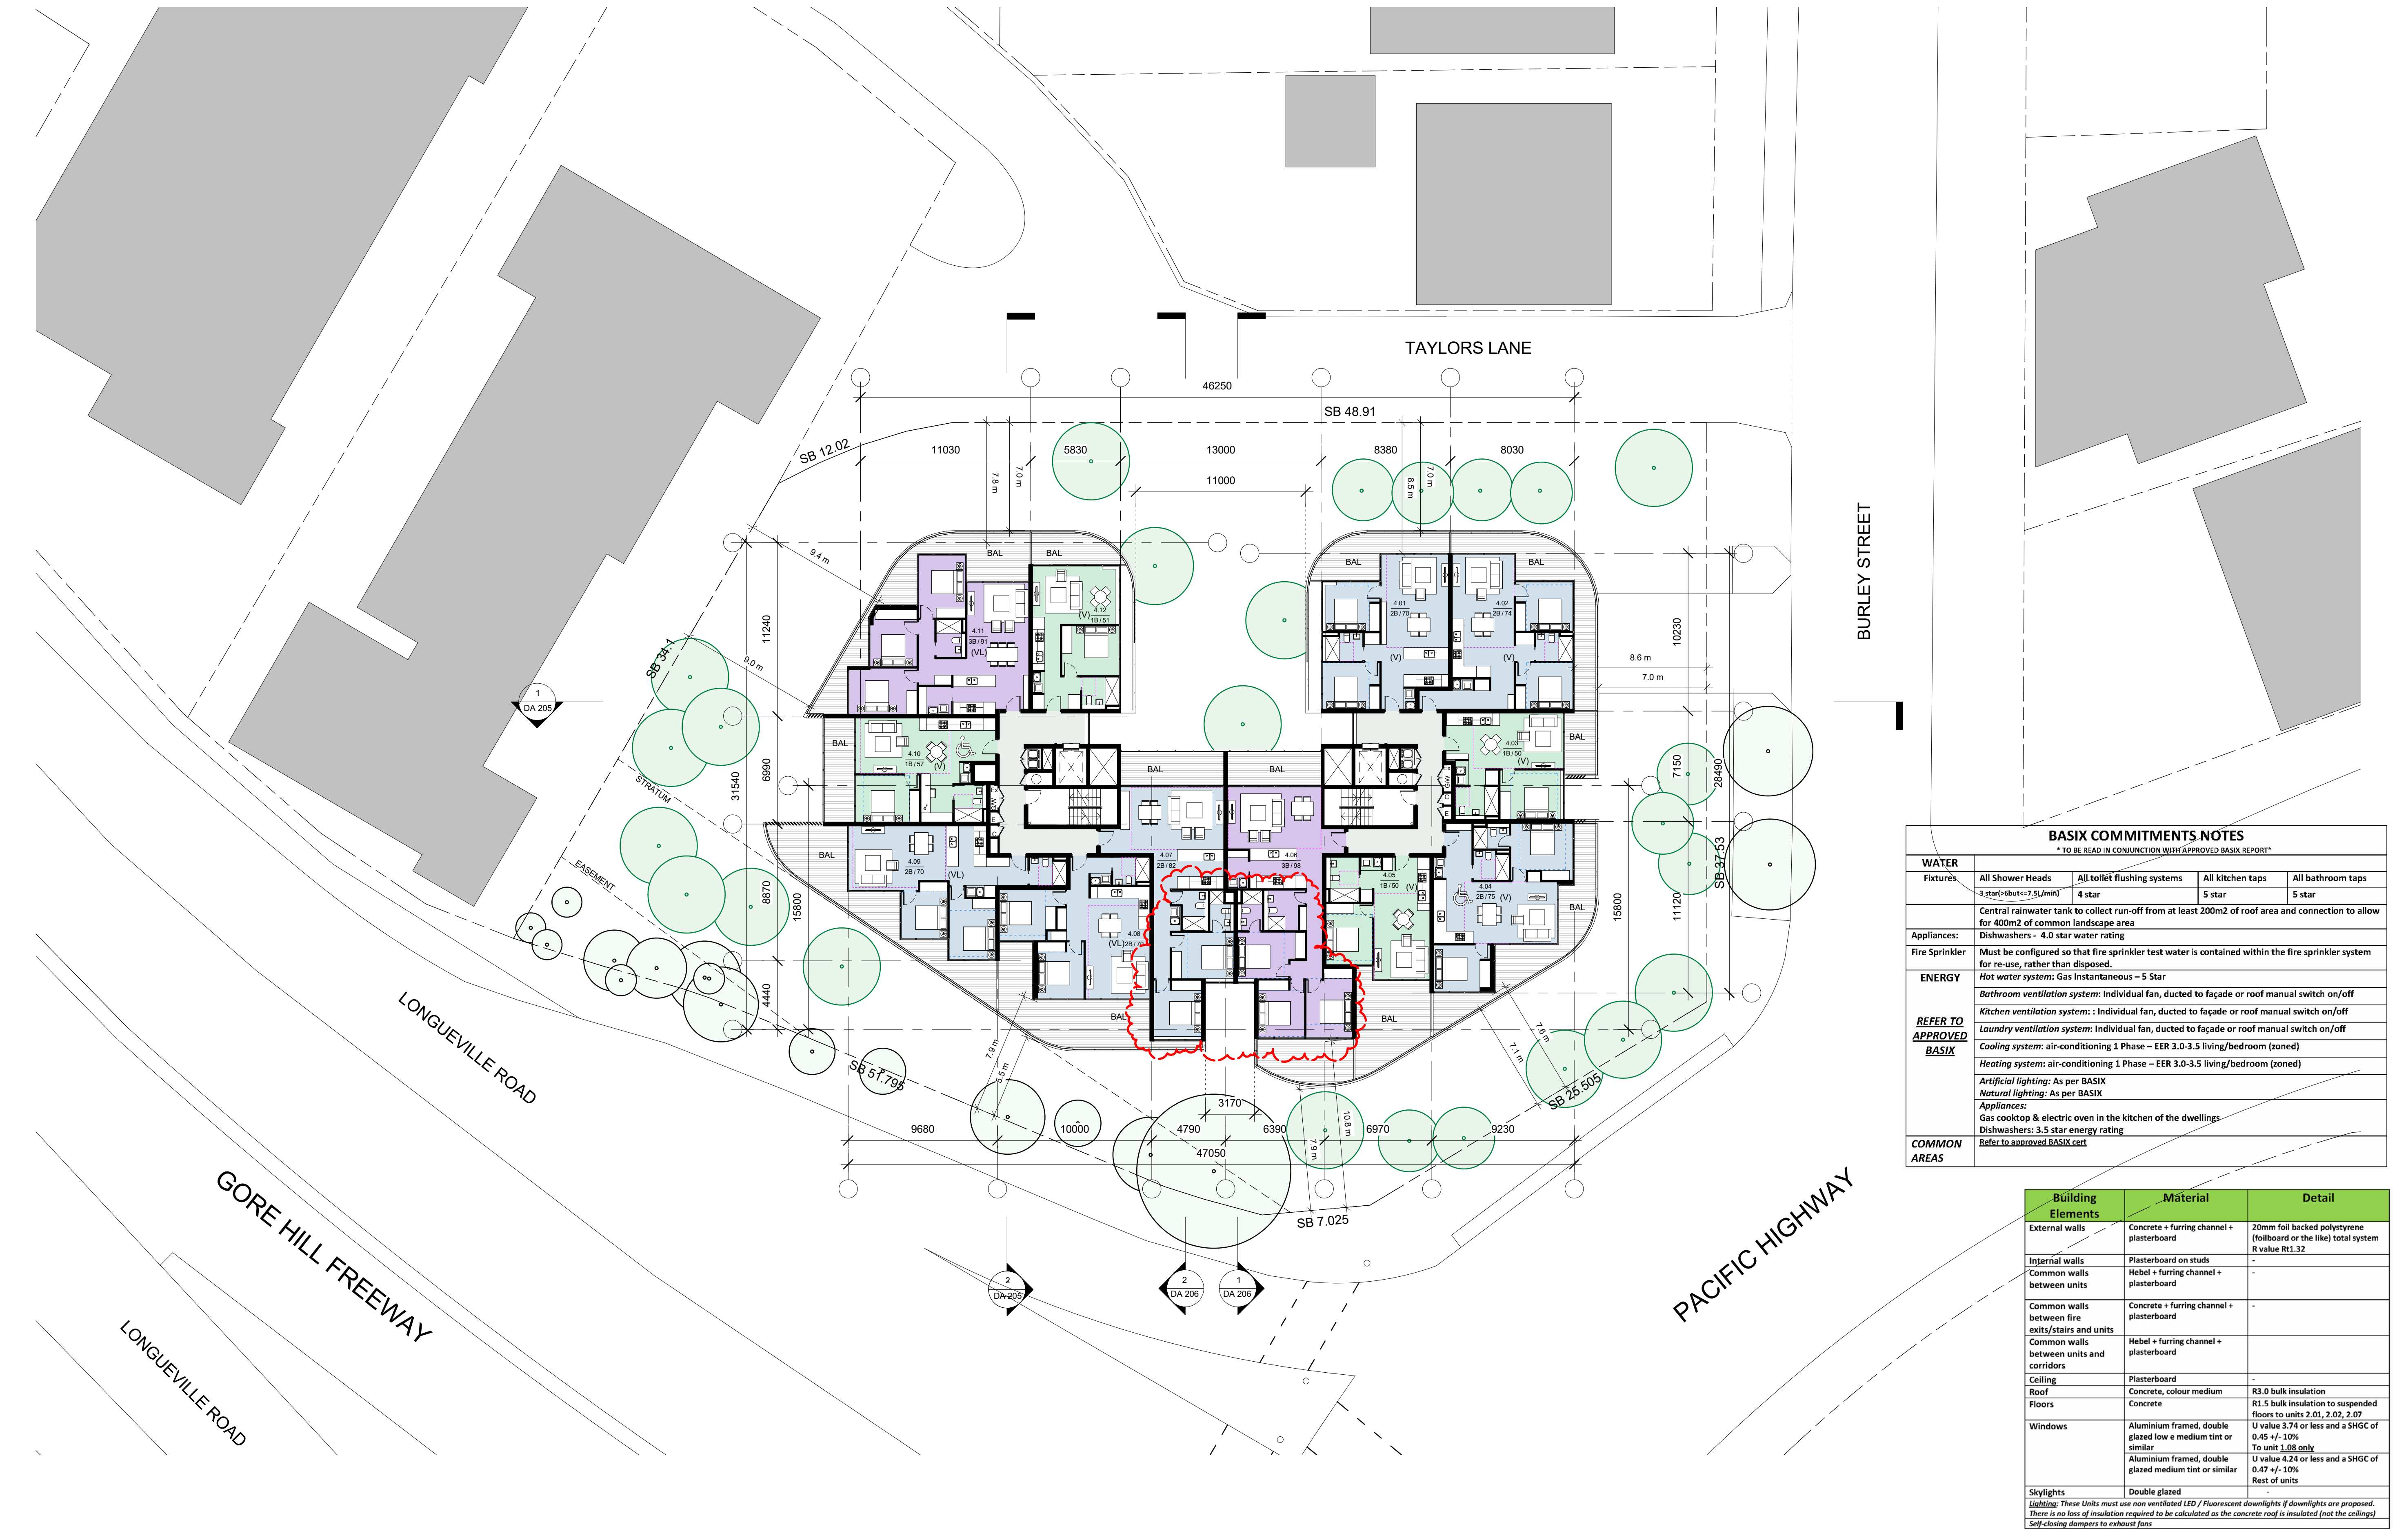 TAYLORS LANE
46250
SB 48.91
SB 12.02
11030
5830
13000
8380
8030
7.8 m
7.0 m
11000
8.5 m
7.0 m
BURLEY STREET
9.4 m
BAL
BAL
BAL
BAL
4.12
1B / 51
(V)
4.11
3B / 91
(VL)
4.01
2B / 70
(V)
4.02
2B / 74
(V)
11240
10230
SB 34.1
9.0 m
8.6 m
7.0 m
1
DA 205
BAL
4.10
1B / 57
(V)
4.03
1B / 50
(V)
BAL
BAL
BAL
STRATUM
31540
6990
7150
28490
EASEMENT
BAL
4.09
2B / 70
(VL)
4.07
2B / 82
4.06
3B / 98
4.05
1B / 50
(V)
4.04
2B / 75
(V)
BAL
SB 37.53
8870
15800
15800
11120
4.08
(VL)
4440
BAL
BAL
7.9 m
5.5 m
7.1 m
7.6 m
SB 51.795
SB 25.505
3170
10.8 m
7.9 m
9680
10000
4790
6390
6970
9230
47050
SB 7.025
LONGUEVILLE ROAD
GORE HILL FREEWAY
LONGUEVILLE ROAD
PACIFIC HIGHWAY
2
DA 205
2
DA 206
1
DA 206
BASIX COMMITMENTS NOTES
* TO BE READ IN CONJUNCTION WITH APPROVED BASIX REPORT*
WATER
Fixtures All Shower Heads All toilet flushing systems All kitchen taps All bathroom taps
3 star(>6but<=7.5L/min) 4 star 5 star 5 star
Central rainwater tank to collect run-off from at least 200m2 of roof area and connection to allow
for 400m2 of common landscape area
Appliances: Dishwashers - 4.0 star water rating
Fire Sprinkler Must be configured so that fire sprinkler test water is contained within the fire sprinkler system
for re-use, rather than disposed.
ENERGY Hot water system: Gas Instantaneous – 5 Star
Bathroom ventilation system: Individual fan, ducted to façade or roof manual switch on/off
Kitchen ventilation system: : Individual fan, ducted to façade or roof manual switch on/off
REFER TO
APPROVED
BASIX
Laundry ventilation system: Individual fan, ducted to façade or roof manual switch on/off
Cooling system: air-conditioning 1 Phase – EER 3.0-3.5 living/bedroom (zoned)
Heating system: air-conditioning 1 Phase – EER 3.0-3.5 living/bedroom (zoned)
Artificial lighting: As per BASIX
Natural lighting: As per BASIX
Appliances:
Gas cooktop & electric oven in the kitchen of the dwellings
Dishwashers: 3.5 star energy rating
COMMON
AREAS
Refer to approved BASIX cert
Building
Elements
Material Detail
External walls Concrete + furring channel +
plasterboard
20mm foil backed polystyrene
(foilboard or the like) total system
R value Rt1.32
Internal walls Plasterboard on studs -
Common walls
between units
Hebel + furring channel +
plasterboard
-
Common walls
between fire
exits/stairs and units
Concrete + furring channel +
plasterboard
-
Common walls
between units and
corridors
Hebel + furring channel +
plasterboard
Ceiling Plasterboard -
Roof Concrete, colour medium R3.0 bulk insulation
Floors Concrete R1.5 bulk insulation to suspended
floors to units 2.01, 2.02, 2.07
Windows Aluminium framed, double
glazed low e medium tint or
similar
U value 3.74 or less and a SHGC of
0.45 +/- 10%
To unit 1.08 only
Aluminium framed, double
glazed medium tint or similar
U value 4.24 or less and a SHGC of
0.47 +/- 10%
Rest of units
Skylights Double glazed -
Lighting: These Units must use non ventilated LED / Fluorescent downlights if downlights are proposed.
There is no loss of insulation required to be calculated as the concrete roof is insulated (not the ceilings)
Self-closing dampers to exhaust fans